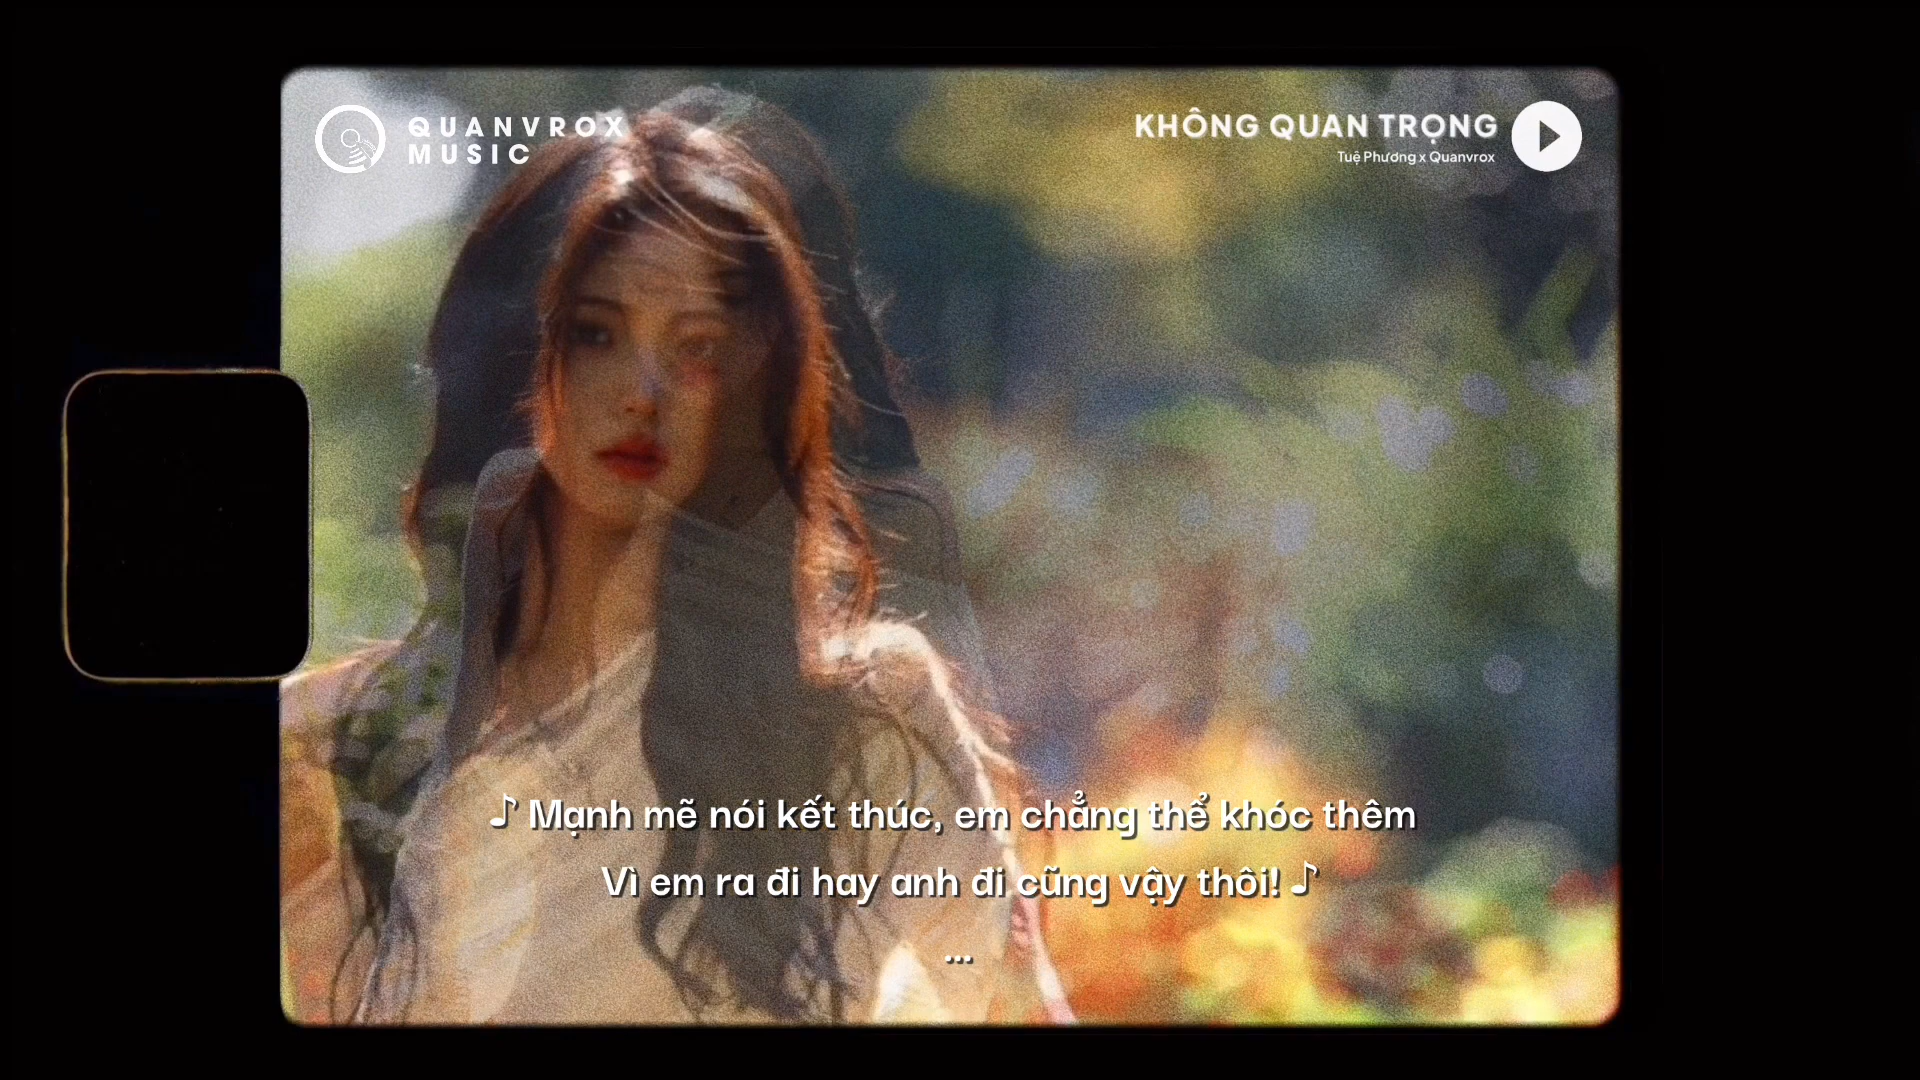 QUANVROX
MUSIC
KHÔNG QUAN TRỌNG
Tuệ Phương x Quanvrox
♪ Mạnh mẽ nói kết thúc, em chẳng thể khóc thêm
Vì em ra đi hay anh đi cũng vậy thôi! ♪
...